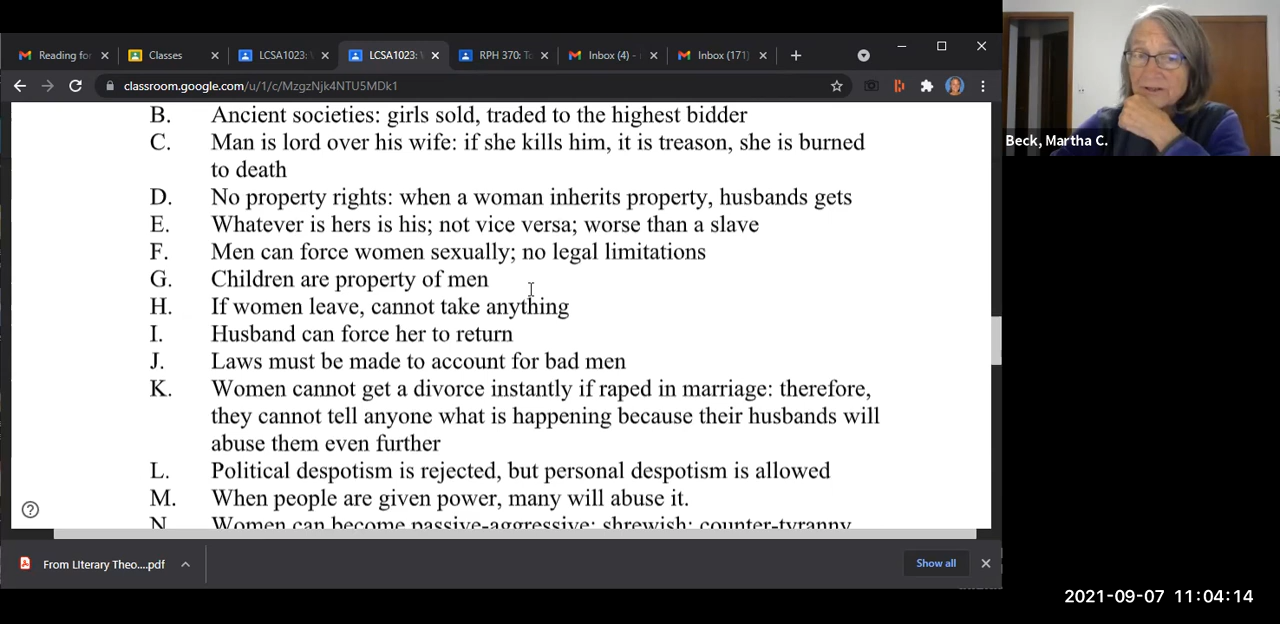 Reading for
Classes
LCSA1023:
LCSA1023:
RPH 370:
Inbox (4) -
Inbox (171)
classroom.google.com/u/1/c/MzgzNjk4NTU5MDk1
Beck, Martha C.
B. Ancient societies: girls sold, traded to the highest bidder
C. Man is lord over his wife: if she kills him, it is treason, she is burned
to death
D. No property rights: when a woman inherits property, husbands gets
E. Whatever is hers is his; not vice versa; worse than a slave
F. Men can force women sexually; no legal limitations
G. Children are property of men
H. If women leave, cannot take anything
I. Husband can force her to return
J. Laws must be made to account for bad men
K. Women cannot get a divorce instantly if raped in marriage: therefore,
they cannot tell anyone what is happening because their husbands will
abuse them even further
L. Political despotism is rejected, but personal despotism is allowed
M. When people are given power, many will abuse it.
N. Women can become passive-aggressive; shrewish; counter-tyranny
From LIterary Theo....pdf
Show all
2021-09-07 11:04:14